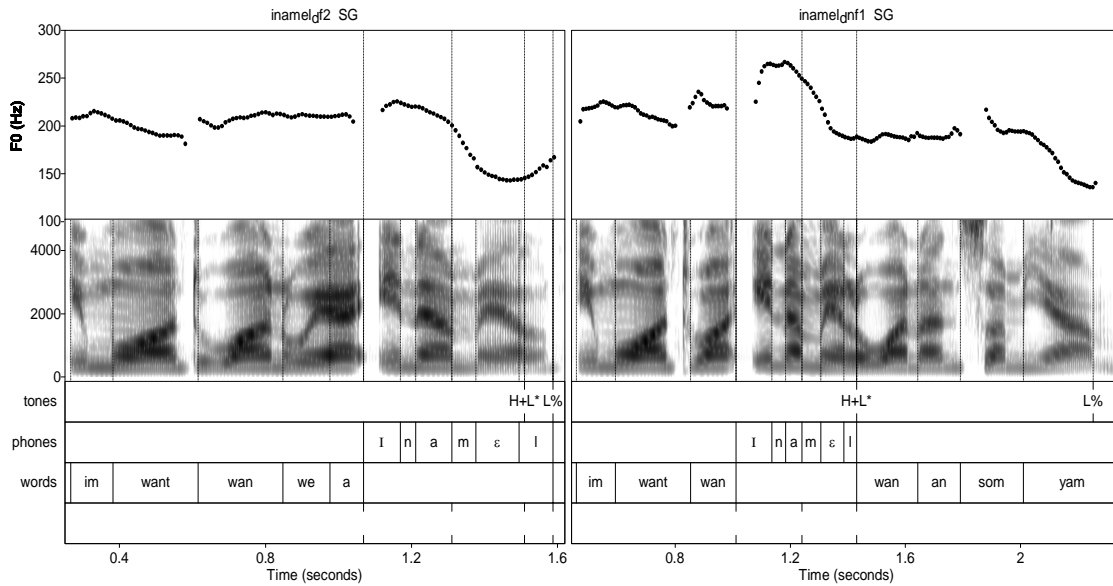 inameldf2 SG inameldnf1 SG
300
250
200
150
100
F0 (Hz)
4000
2000
0
tones H+L* L% H+L* L%
phones I n a m ε l I n a m ε l
words im want wan we a im want wan wan an som yam
0.4 0.8 1.2 1.6 0.8 1.2 1.6 2
Time (seconds) Time (seconds)